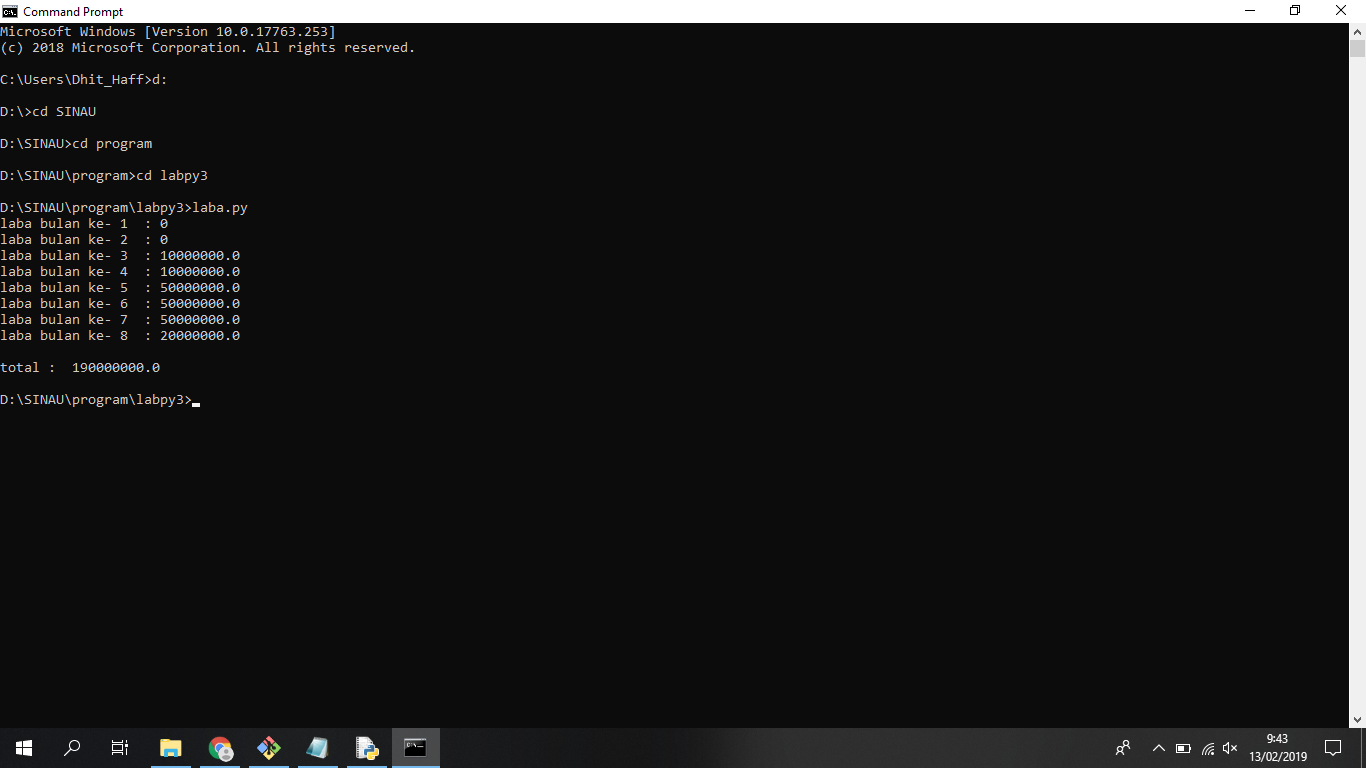 Command Prompt
Microsoft Windows [Version 10.0.17763.253]
(c) 2018 Microsoft Corporation. All rights reserved.
C:\Users\Dhit_Haff>d:
D:\>cd SINAU
D:\SINAU>cd program
D:\SINAU\program>cd labpy3
D:\SINAU\program\labpy3>laba.py
laba bulan ke- 1  : 0
laba bulan ke- 2  : 0
laba bulan ke- 3  : 10000000.0
laba bulan ke- 4  : 10000000.0
laba bulan ke- 5  : 50000000.0
laba bulan ke- 6  : 50000000.0
laba bulan ke- 7  : 50000000.0
laba bulan ke- 8  : 20000000.0
total :  190000000.0
D:\SINAU\program\labpy3>
9:43
13/02/2019